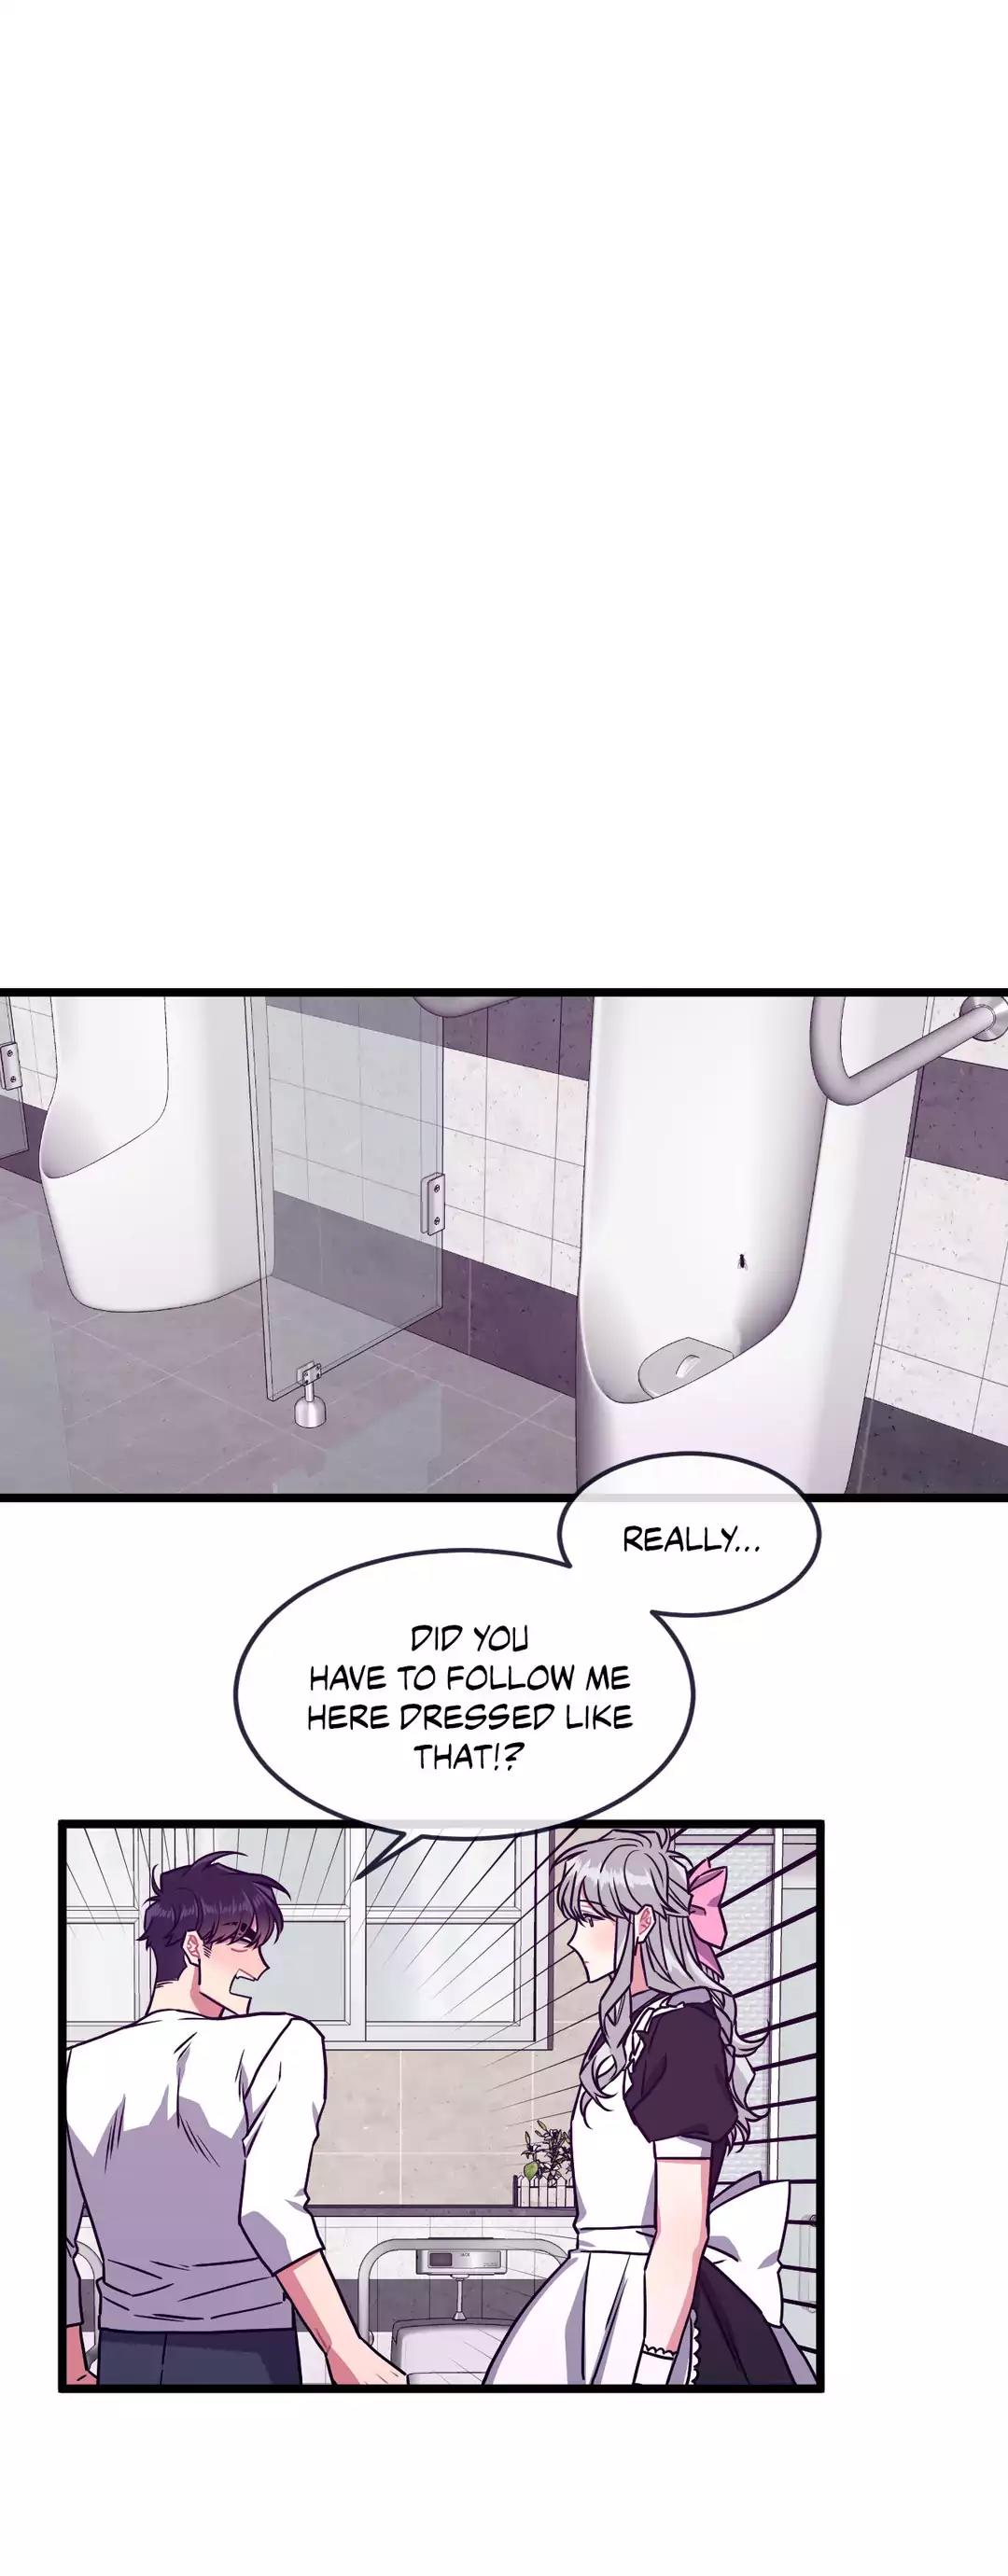 REALLY...
DID YOU
HAVE TO FOLLOW ME
HERE DRESSED LIKE
THAT!?